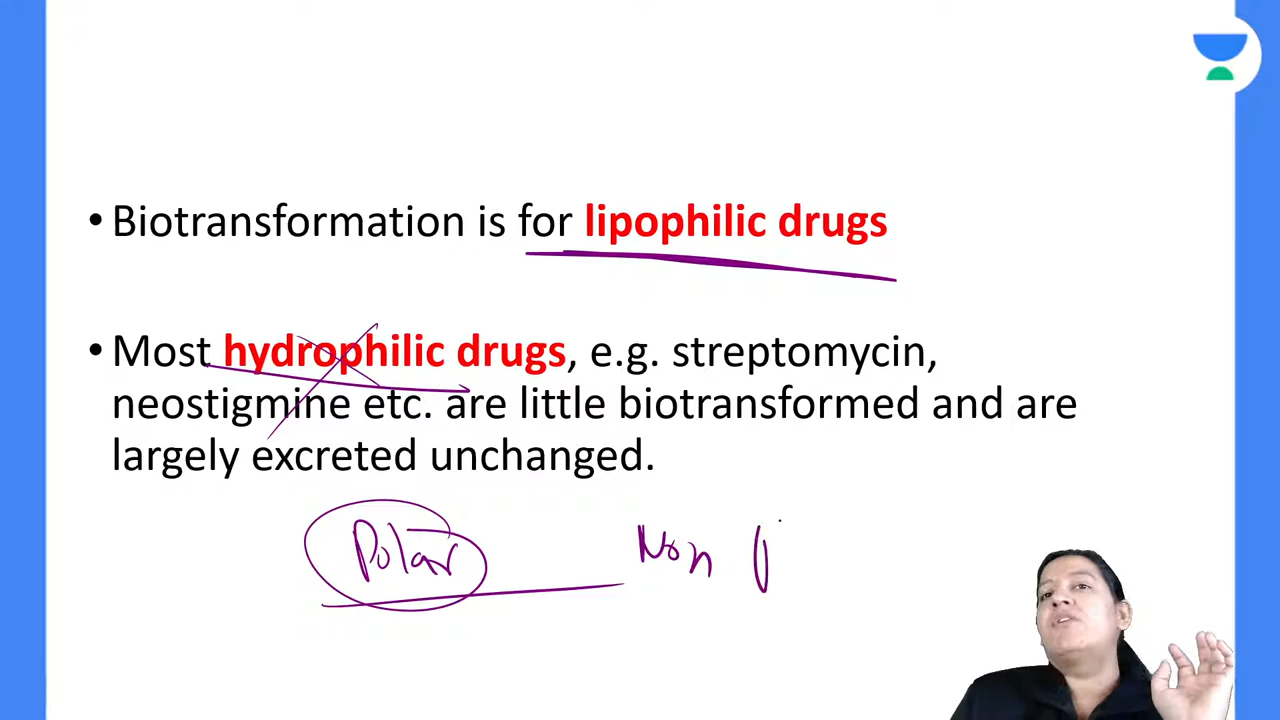 • Biotransformation is for lipophilic drugs
• Most hydrophilic drugs, e.g. streptomycin,
neostigmine etc. are little biotransformed and are
largely excreted unchanged.
Polar Non